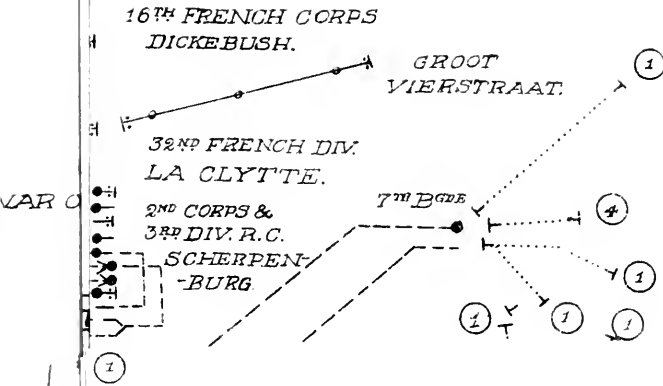 16TH FRENCH CORPS
DICKEBUSH.
GROOT
VIERSTRAAT.
1
32ND FRENCH DIV.
LA CLYTTE.
7TH BGDE
4
2ND CORPS &
3RD DIV. R.C.
SCHERPEN-
-BURG
1
1
1
1
1